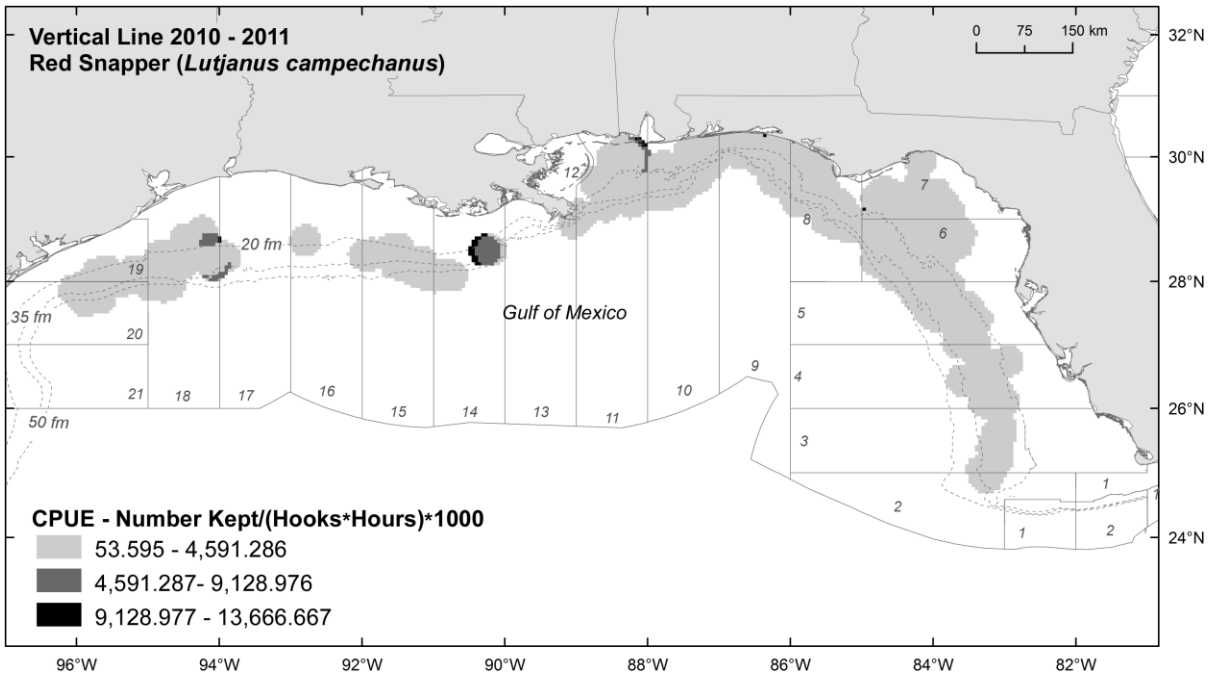 Vertical Line 2010 - 2011
Red Snapper (Lutjanus campechanus)
0 75 150 km
32°N
30°N
28°N
26°N
24°N
12
7
8
6
20 fm
19
35 fm
Gulf of Mexico
5
20
21
18
17
16
15
14
13
11
10
9
4
50 fm
3
2
1
1
1
2
CPUE - Number Kept/(Hooks*Hours)*1000
53.595 - 4,591.286
4,591.287- 9,128.976
9,128.977 - 13,666.667
96°W 94°W 92°W 90°W 88°W 86°W 84°W 82°W